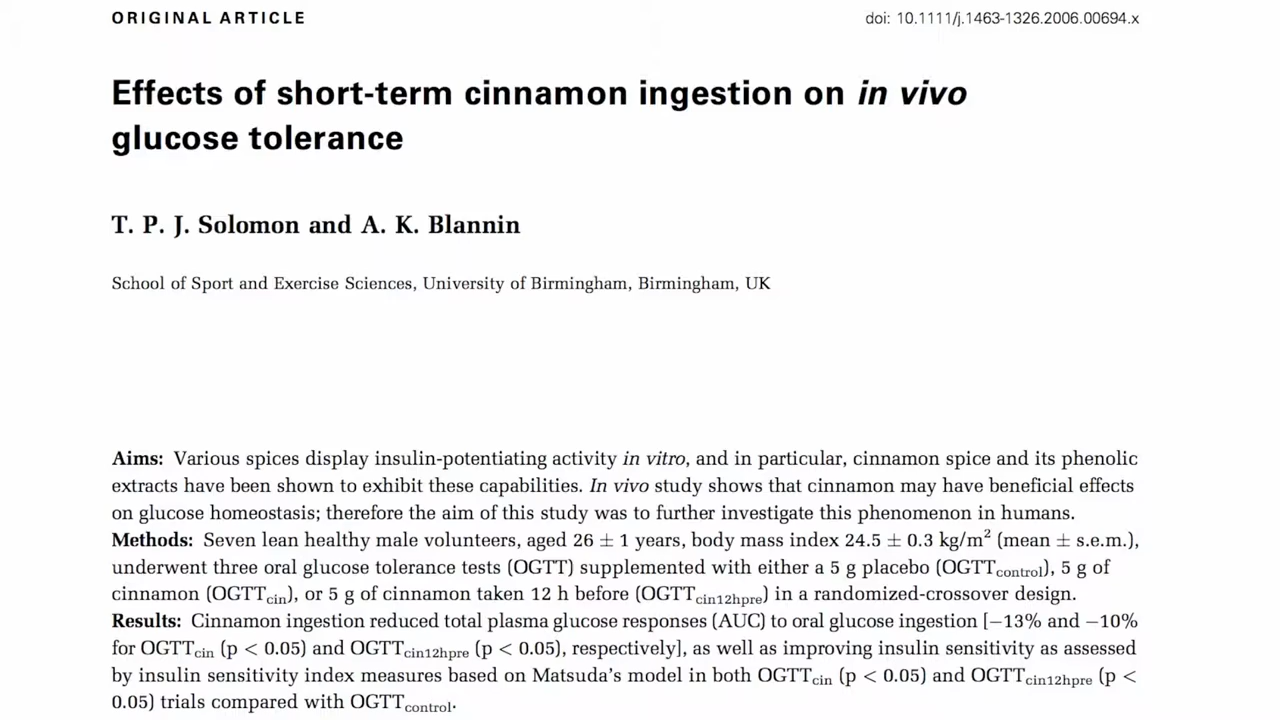 ORIGINAL ARTICLE
doi: 10.1111/j.1463-1326.2006.00694.x
Effects of short-term cinnamon ingestion on in vivo
glucose tolerance
T. P. J. Solomon and A. K. Blannin
School of Sport and Exercise Sciences, University of Birmingham, Birmingham, UK
Aims: Various spices display insulin-potentiating activity in vitro, and in particular, cinnamon spice and its phenolic
extracts have been shown to exhibit these capabilities. In vivo study shows that cinnamon may have beneficial effects
on glucose homeostasis; therefore the aim of this study was to further investigate this phenomenon in humans.
Methods: Seven lean healthy male volunteers, aged 26 ± 1 years, body mass index 24.5 ± 0.3 kg/m² (mean ± s.e.m.),
underwent three oral glucose tolerance tests (OGTT) supplemented with either a 5 g placebo (OGTTcontrol), 5 g of
cinnamon (OGTTcin), or 5 g of cinnamon taken 12 h before (OGTTcin12hpre) in a randomized-crossover design.
Results: Cinnamon ingestion reduced total plasma glucose responses (AUC) to oral glucose ingestion [−13% and −10%
for OGTTcin (p < 0.05) and OGTTcin12hpre (p < 0.05), respectively], as well as improving insulin sensitivity as assessed
by insulin sensitivity index measures based on Matsuda's model in both OGTTcin (p < 0.05) and OGTTcin12hpre (p <
0.05) trials compared with OGTTcontrol.